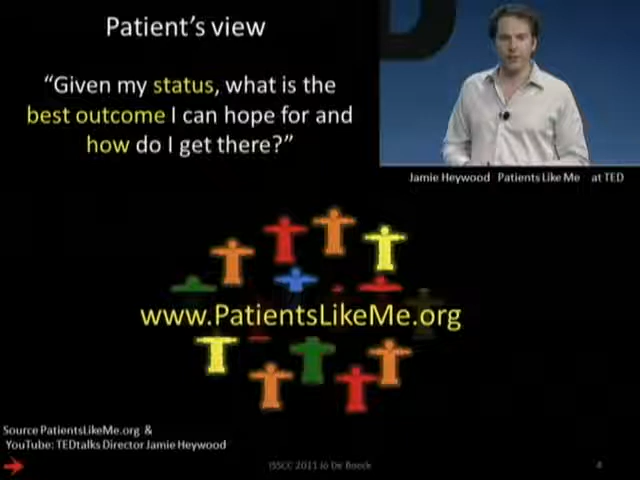 Patient's view
"Given my status, what is the
best outcome I can hope for and
how do I get there?"
Jamie Heywood Patients Like Me at TED
www.PatientsLikeMe.org
Source PatientsLikeMe.org &
YouTube: TEDtalks Director Jamie Heywood
ISSCC 2011 Jo De Boeck
4